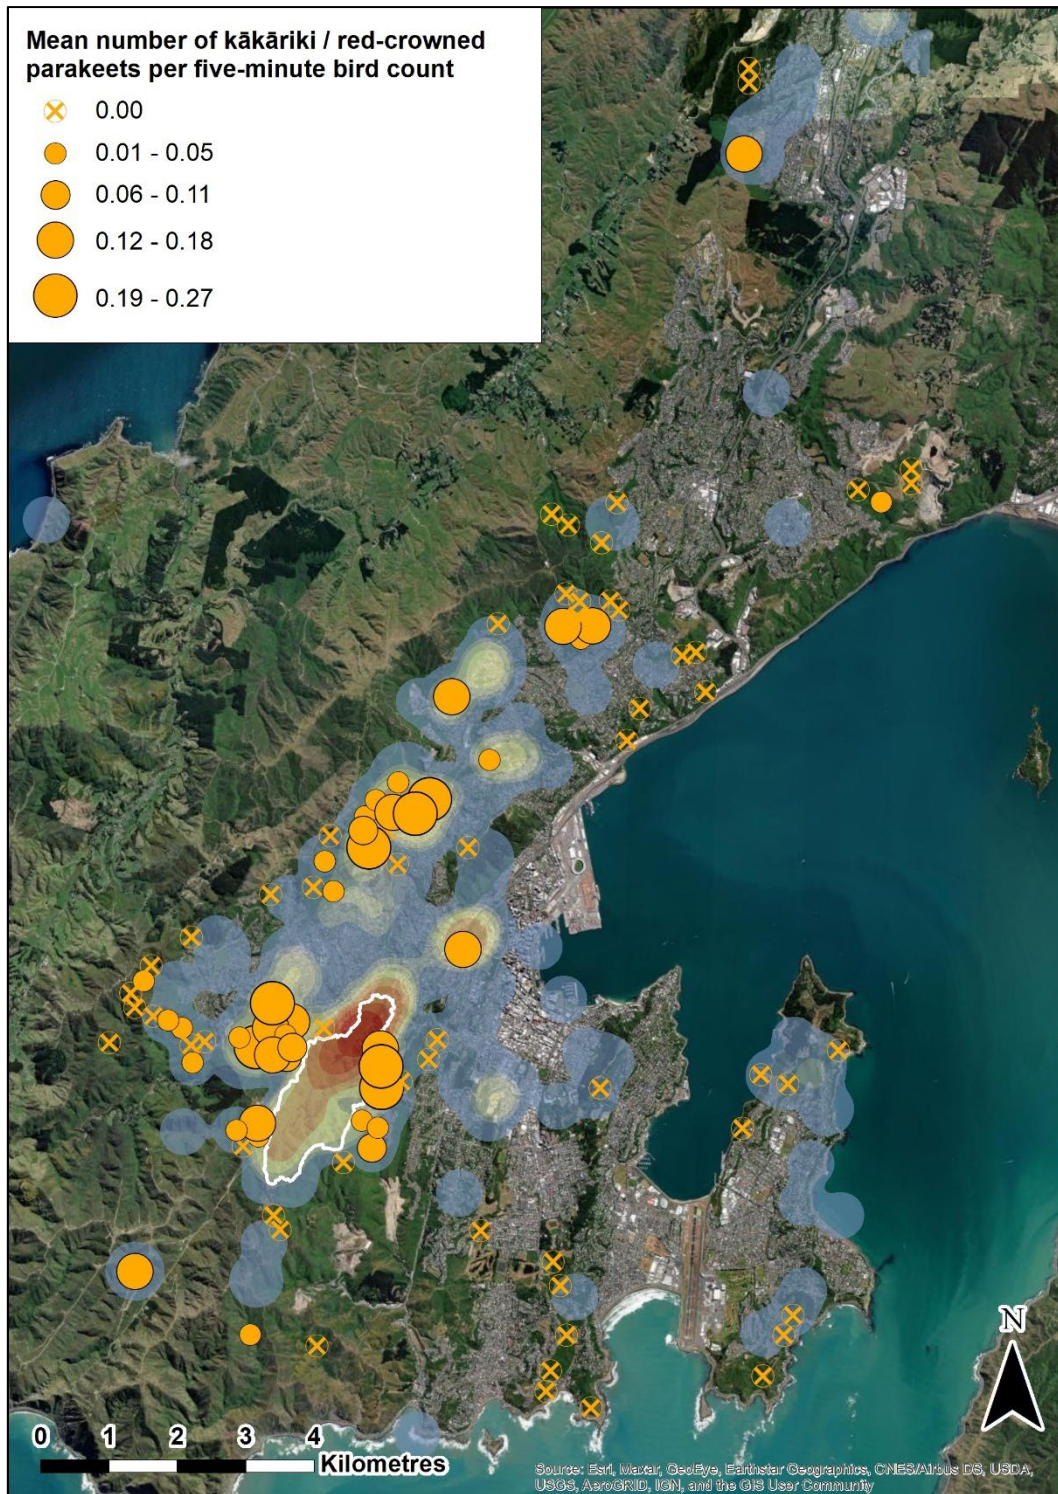 Mean number of kākāriki / red-crowned
parakeets per five-minute bird count
0.00
0.01 - 0.05
0.06 - 0.11
0.12 - 0.18
0.19 - 0.27
N
0 1 2 3 4
Kilometres
Source: Esri, Maxar, GeoEye, Earthstar Geographics, CNES/Airbus DS, USDA,
USGS, AeroGRID, IGN, and the GIS User Community